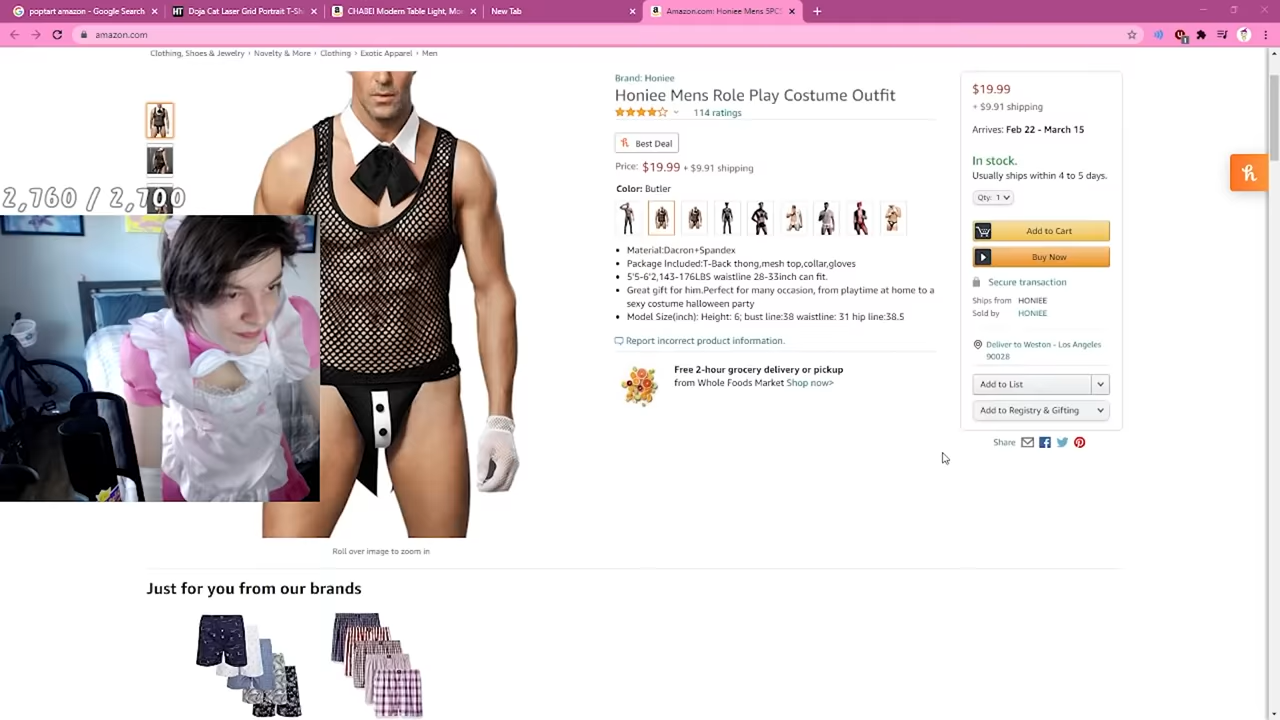 poptart amazon - Google Search
Doja Cat Laser Grid Portrait T-Sh
CHABEI Modern Table Light, Mo
New Tab
Amazon.com: Honiee Mens 5PCS
amazon.com
Clothing, Shoes & Jewelry › Novelty & More › Clothing › Exotic Apparel › Men
Brand: Honiee
Honiee Mens Role Play Costume Outfit
114 ratings
Best Deal
Price: $19.99 + $9.91 shipping
Color: Butler
2,760 / 2,700
• Material:Dacron+Spandex
• Package Included:T-Back thong,mesh top,collar,gloves
• 5'5-6'2,143-176LBS waistline 28-33inch can fit.
• Great gift for him.Perfect for many occasion, from playtime at home to a
sexy costume halloween party
• Model Size(inch): Height: 6; bust line:38 waistline: 31 hip line:38.5
Report incorrect product information.
Free 2-hour grocery delivery or pickup
from Whole Foods Market Shop now>
$19.99
+ $9.91 shipping
Arrives: Feb 22 - March 15
In stock.
Usually ships within 4 to 5 days.
Qty: 1
Add to Cart
Buy Now
Secure transaction
Ships from HONIEE
Sold by HONIEE
Deliver to Weston - Los Angeles
90028
Add to List
Add to Registry & Gifting
Share
Roll over image to zoom in
Just for you from our brands